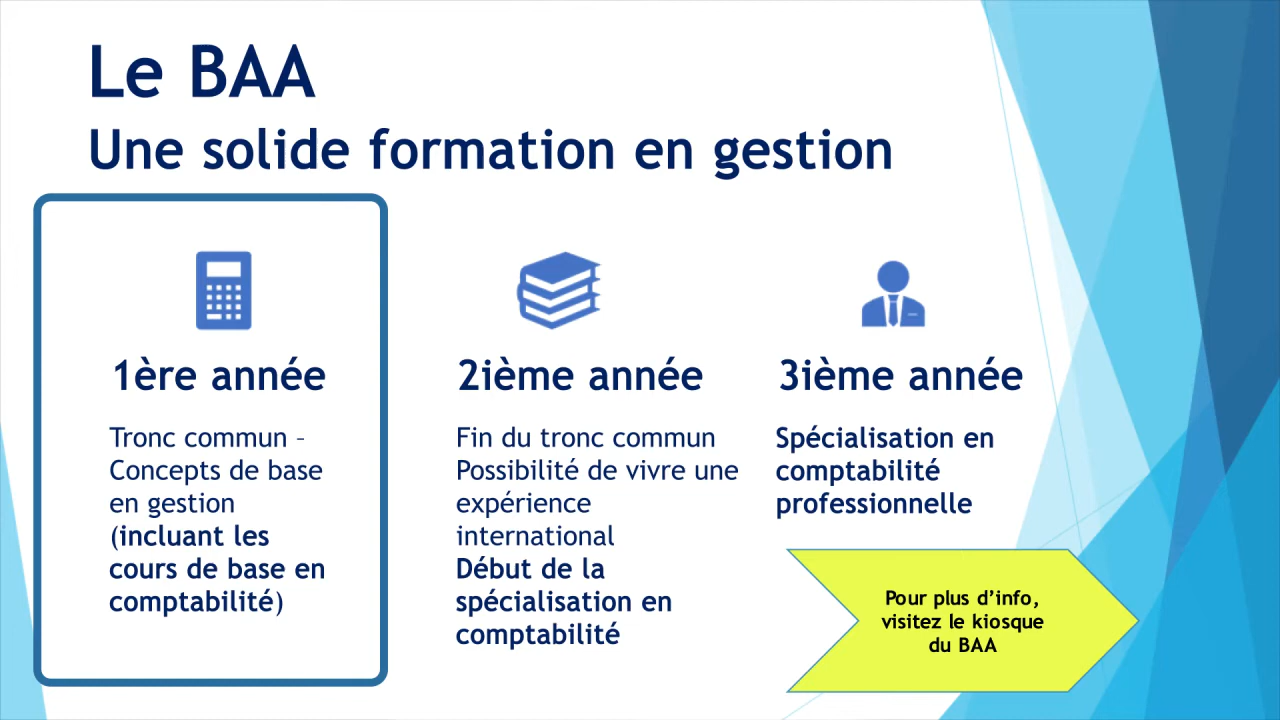 Le BAA
Une solide formation en gestion
1ère année
Tronc commun –
Concepts de base
en gestion
(incluant les
cours de base en
comptabilité)
2ième année
Fin du tronc commun
Possibilité de vivre une
expérience
international
Début de la
spécialisation en
comptabilité
3ième année
Spécialisation en
comptabilité
professionnelle
Pour plus d’info,
visitez le kiosque
du BAA